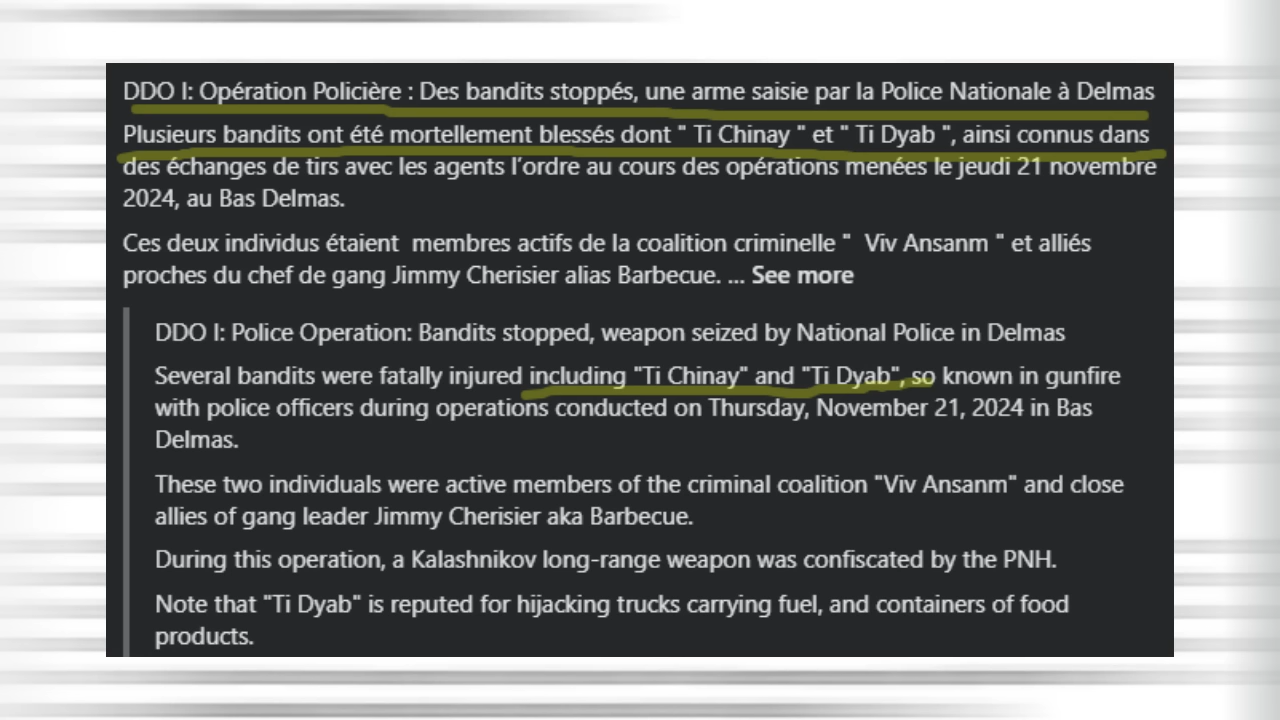 DDO I: Opération Policière : Des bandits stoppés, une arme saisie par la Police Nationale à Delmas
Plusieurs bandits ont été mortellement blessés dont " Ti Chinay " et " Ti Dyab ", ainsi connus dans
des échanges de tirs avec les agents l’ordre au cours des opérations menées le jeudi 21 novembre
2024, au Bas Delmas.
Ces deux individus étaient membres actifs de la coalition criminelle " Viv Ansanm " et alliés
proches du chef de gang Jimmy Cherisier alias Barbecue. ... See more
DDO I: Police Operation: Bandits stopped, weapon seized by National Police in Delmas
Several bandits were fatally injured including "Ti Chinay" and "Ti Dyab", so known in gunfire
with police officers during operations conducted on Thursday, November 21, 2024 in Bas
Delmas.
These two individuals were active members of the criminal coalition "Viv Ansanm" and close
allies of gang leader Jimmy Cherisier aka Barbecue.
During this operation, a Kalashnikov long-range weapon was confiscated by the PNH.
Note that "Ti Dyab" is reputed for hijacking trucks carrying fuel, and containers of food
products.